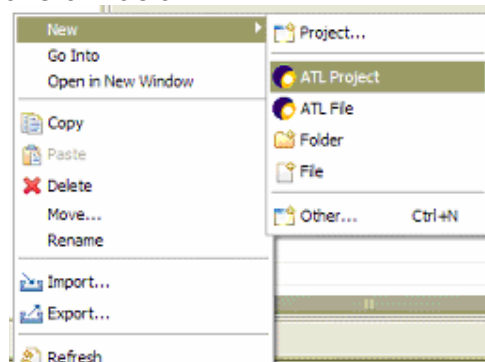 New
Go Into
Open in New Window
Copy
Paste
Delete
Move...
Rename
Import...
Export...
Refresh
Project...
ATL Project
ATL File
Folder
File
Other... Ctrl+N